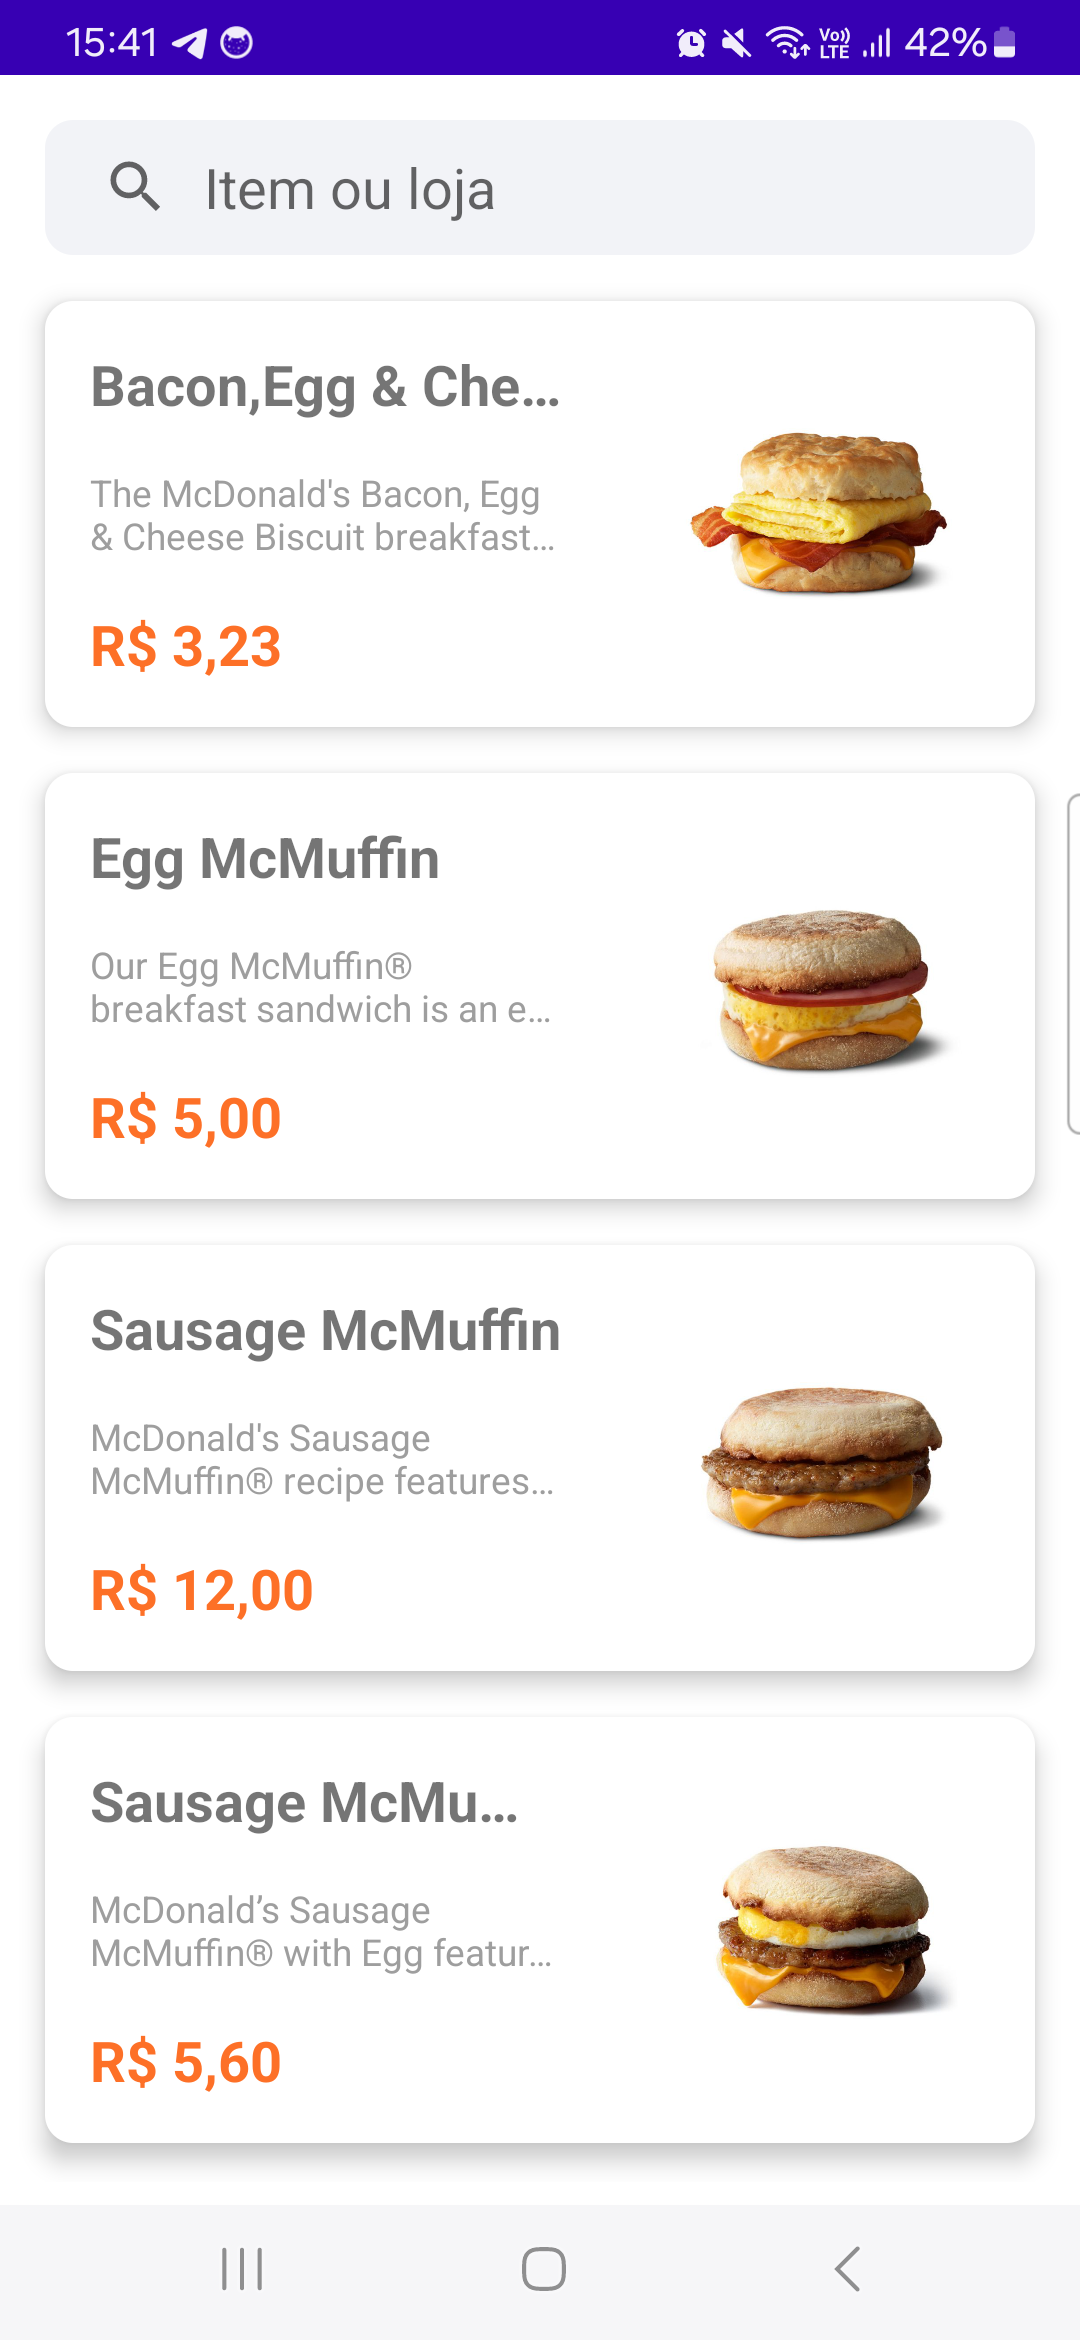 15:41 Vo)) LTE 42%
Item ou loja
Bacon,Egg & Che...
The McDonald's Bacon, Egg
& Cheese Biscuit breakfast...
R$ 3,23
Egg McMuffin
Our Egg McMuffin®
breakfast sandwich is an e...
R$ 5,00
Sausage McMuffin
McDonald's Sausage
McMuffin® recipe features...
R$ 12,00
Sausage McMu...
McDonald’s Sausage
McMuffin® with Egg featur...
R$ 5,60